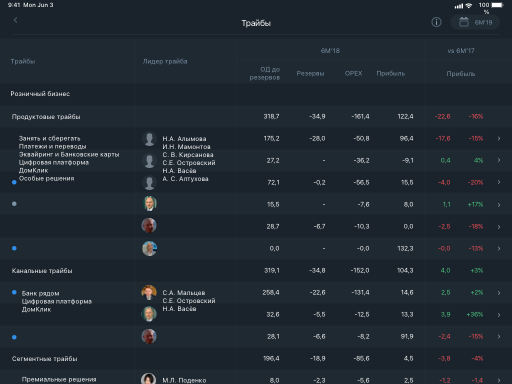 9:41 Mon Jun 3 100 %
Трайбы
6М'19
6М'18 vs 6М'17
Трайбы Лидер трайба ОД до резервов Резервы OPEX Прибыль Прибыль
Розничный бизнес
Продуктовые трайбы 318,7 -34,9 -161,4 122,4 -22,6 -16%
Занять и сберегать Н.А. Алымова 175,2 -28,0 -50,8 96,4 -17,6 -15%
Платежи и переводы И.Н. Мамонтов
Эквайринг и Банковские карты С. В. Кирсанова 27,2 - -36,2 -9,1 0,4 4%
Цифровая платформа С.Е. Островский
ДомКлик Н.А. Васёв
Особые решения А. С. Алтухова 72,1 -0,2 -56,5 15,5 -4,0 -20%
15,5 - -7,6 8,0 1,1 +17%
28,7 -6,7 -10,3 0,0 -2,5 -18%
0,0 - -0,0 132,3 -0,0 -13%
Канальные трайбы 319,1 -34,8 -152,0 104,3 4,0 +3%
Банк рядом С.А. Мальцев 258,4 -22,6 -131,4 14,6 2,5 +2%
Цифровая платформа С.Е. Островский
ДомКлик Н.А. Васёв 32,6 -5,5 -12,5 13,3 3,9 +36%
28,1 -6,6 -8,2 91,9 -2,4 -15%
Сегментные трайбы 196,4 -18,9 -85,6 4,5 -3,8 -4%
Премиальные решения М.Л. Поденко 8,0 -2,3 -5,6 2,5 -1,2 -1,4